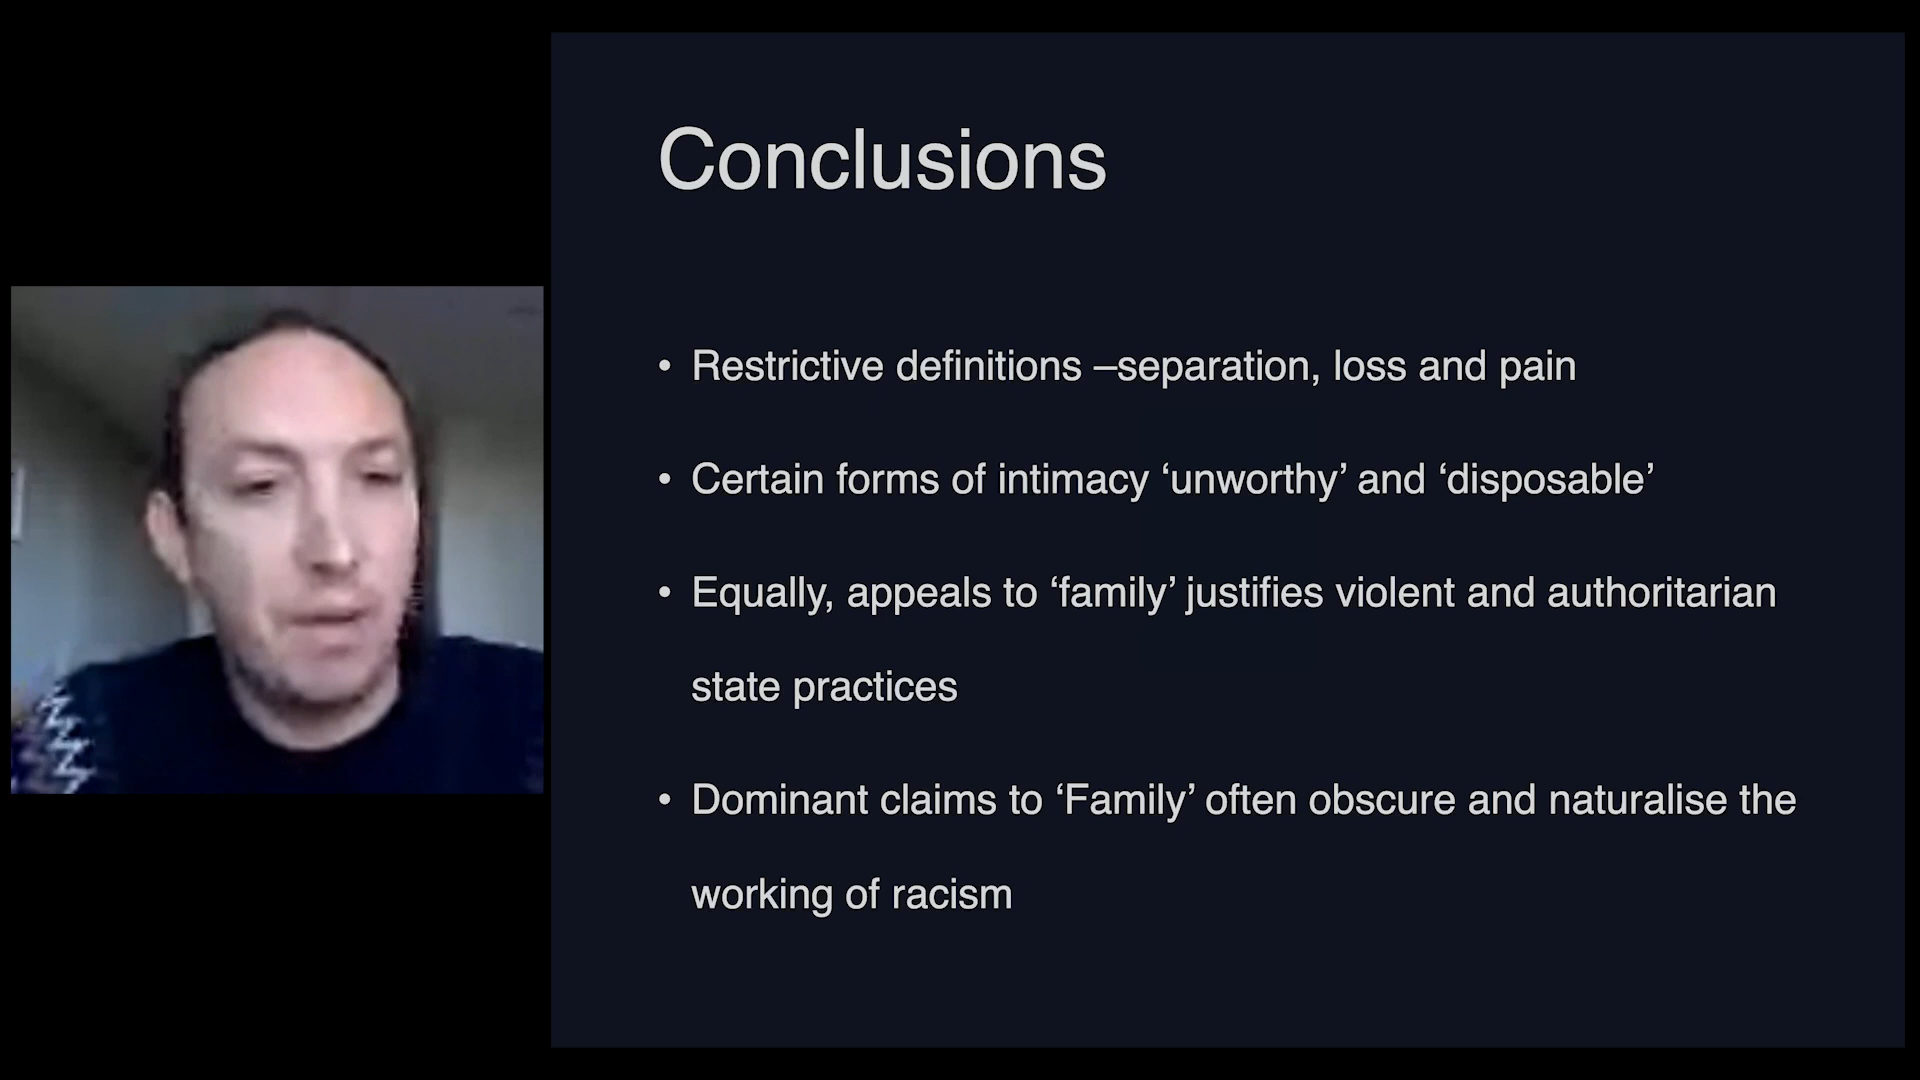 Conclusions
• Restrictive definitions –separation, loss and pain
• Certain forms of intimacy ‘unworthy’ and ‘disposable’
• Equally, appeals to ‘family’ justifies violent and authoritarian
state practices
• Dominant claims to ‘Family’ often obscure and naturalise the
working of racism